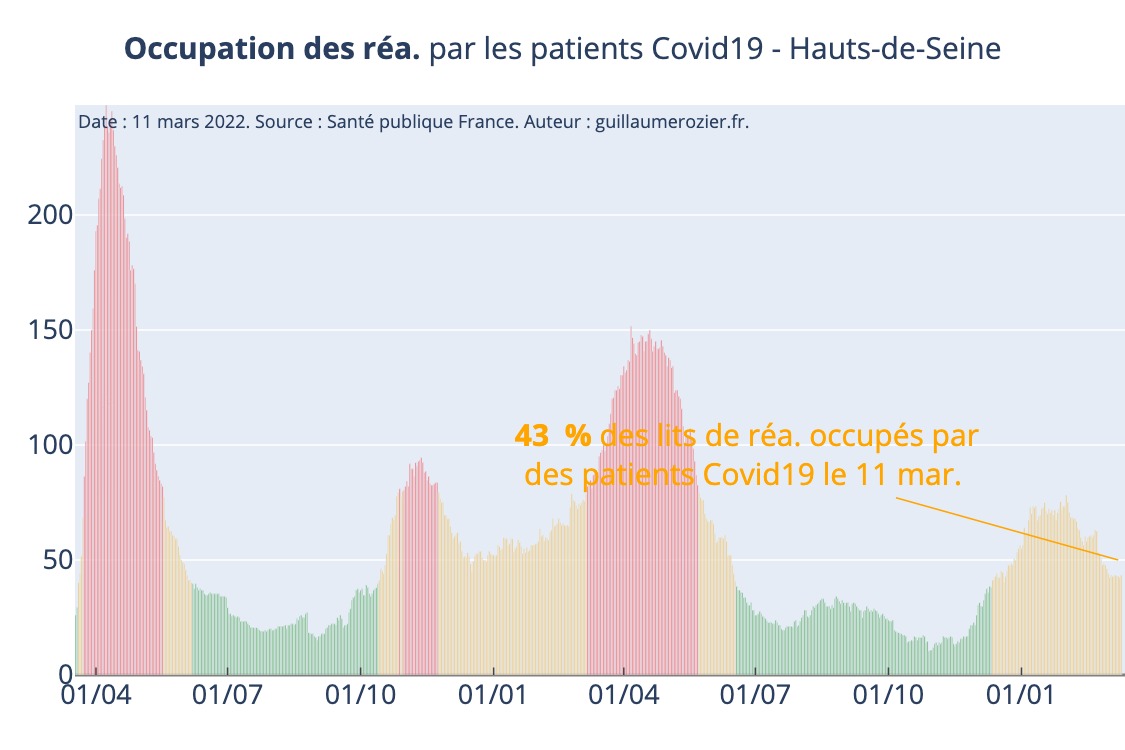 Occupation des réa. par les patients Covid19 - Hauts-de-Seine
Date : 11 mars 2022. Source : Santé publique France. Auteur : guillaumerozier.fr.
200
150
100
50
0
43 % des lits de réa. occupés par
des patients Covid19 le 11 mar.
01/04 01/07 01/10 01/01 01/04 01/07 01/10 01/01